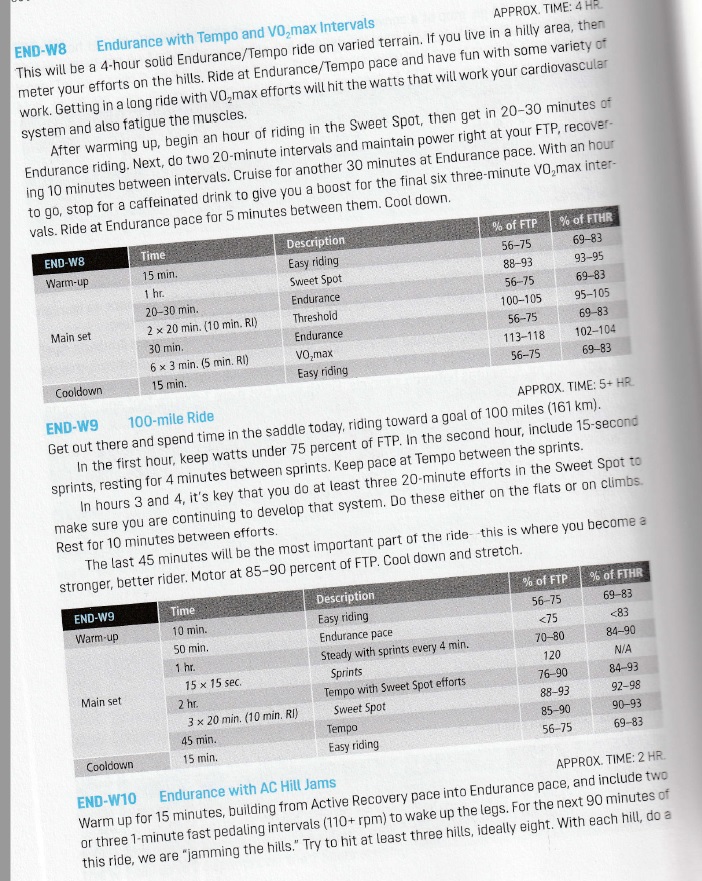 APPROX. TIME: 4 HR.
END-W8 Endurance with Tempo and VO₂max Intervals
This will be a 4-hour solid Endurance/Tempo ride on varied terrain. If you live in a hilly area, then
meter your efforts on the hills. Ride at Endurance/Tempo pace and have fun with some variety of
work. Getting in a long ride with VO₂max efforts will hit the watts that will work your cardiovascular
system and also fatigue the muscles.
After warming up, begin an hour of riding in the Sweet Spot, then get in 20–30 minutes of
Endurance riding. Next, do two 20-minute intervals and maintain power right at your FTP, recover-
ing 10 minutes between intervals. Cruise for another 30 minutes at Endurance pace. With an hour
to go, stop for a caffeinated drink to give you a boost for the final six three-minute VO₂max inter-
vals. Ride at Endurance pace for 5 minutes between them. Cool down.
END-W8 Time Description % of FTP % of FTHR
Warm-up 15 min. Easy riding 56–75 69–83
Main set 1 hr. Sweet Spot 88–93 93–95
20–30 min. Endurance 56–75 69–83
2 x 20 min. (10 min. RI) Threshold 100–105 95–105
30 min. Endurance 56–75 69–83
6 x 3 min. (5 min. RI) VO₂max 113–118 102–104
Cooldown 15 min. Easy riding 56–75 69–83
APPROX. TIME: 5+ HR.
END-W9 100-mile Ride
Get out there and spend time in the saddle today, riding toward a goal of 100 miles (161 km).
In the first hour, keep watts under 75 percent of FTP. In the second hour, include 15-second
sprints, resting for 4 minutes between sprints. Keep pace at Tempo between the sprints.
In hours 3 and 4, it's key that you do at least three 20-minute efforts in the Sweet Spot to
make sure you are continuing to develop that system. Do these either on the flats or on climbs.
Rest for 10 minutes between efforts.
The last 45 minutes will be the most important part of the ride--this is where you become a
stronger, better rider. Motor at 85–90 percent of FTP. Cool down and stretch.
END-W9 Time Description % of FTP % of FTHR
Warm-up 10 min. Easy riding 56–75 69–83
Main set 50 min. Endurance pace <75 <83
1 hr. Steady with sprints every 4 min. 70–80 84–90
15 x 15 sec. Sprints 120 N/A
2 hr. Tempo with Sweet Spot efforts 76–90 84–93
3 x 20 min. (10 min. RI) Sweet Spot 88–93 92–98
45 min. Tempo 85–90 90–93
Cooldown 15 min. Easy riding 56–75 69–83
APPROX. TIME: 2 HR.
END-W10 Endurance with AC Hill Jams
Warm up for 15 minutes, building from Active Recovery pace into Endurance pace, and include two
or three 1-minute fast pedaling intervals (110+ rpm) to wake up the legs. For the next 90 minutes of
this ride, we are "jamming the hills." Try to hit at least three hills, ideally eight. With each hill, do a